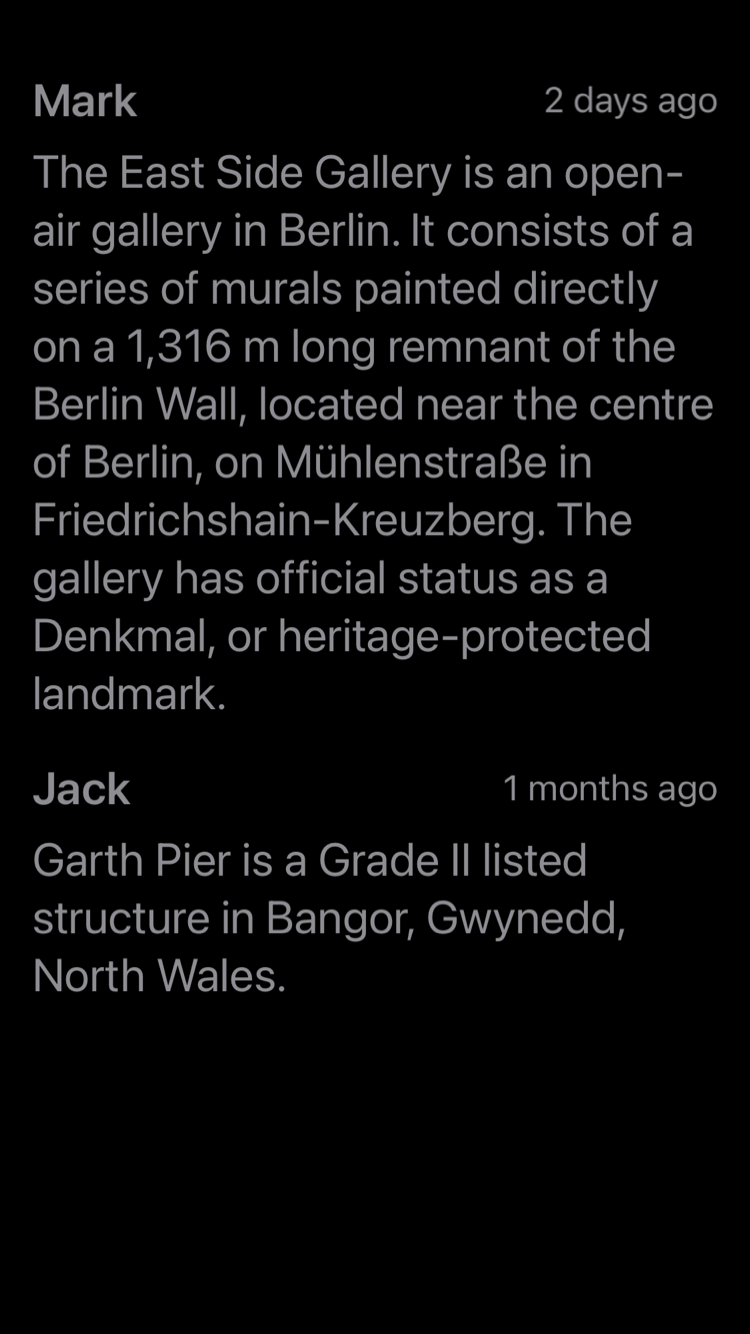 Mark 2 days ago
The East Side Gallery is an open-
air gallery in Berlin. It consists of a
series of murals painted directly
on a 1,316 m long remnant of the
Berlin Wall, located near the centre
of Berlin, on Mühlenstraße in
Friedrichshain-Kreuzberg. The
gallery has official status as a
Denkmal, or heritage-protected
landmark.
Jack 1 months ago
Garth Pier is a Grade II listed
structure in Bangor, Gwynedd,
North Wales.